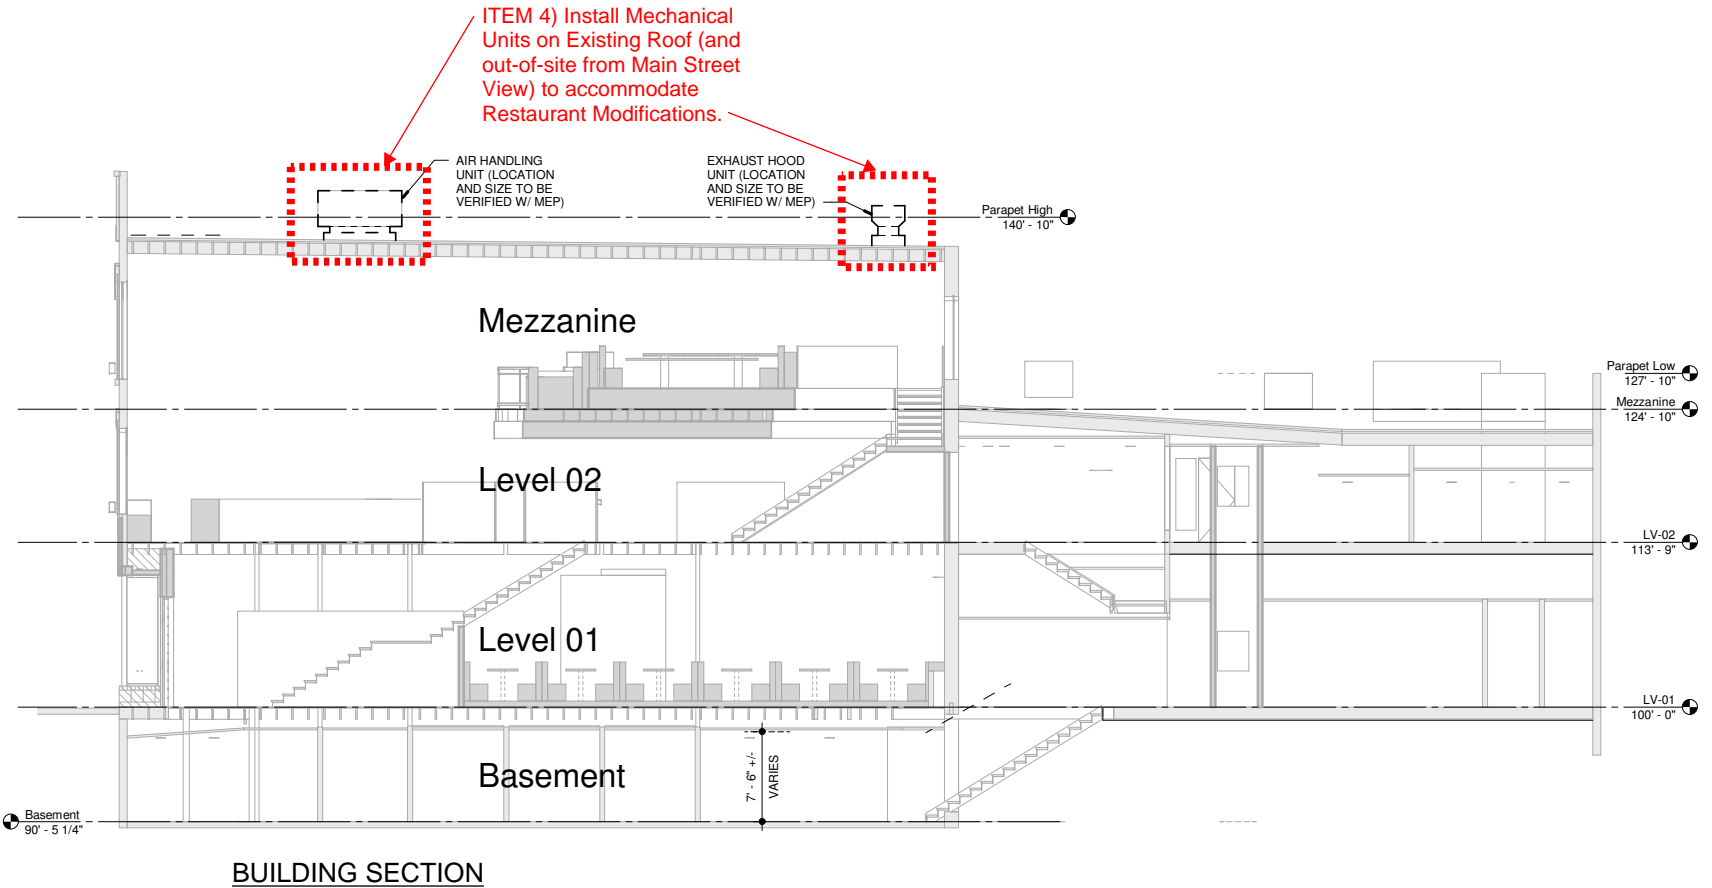 ITEM 4) Install Mechanical
Units on Existing Roof (and
out-of-site from Main Street
View) to accommodate
Restaurant Modifications.
AIR HANDLING
UNIT (LOCATION
AND SIZE TO BE
VERIFIED W/ MEP)
EXHAUST HOOD
UNIT (LOCATION
AND SIZE TO BE
VERIFIED W/ MEP)
Parapet High
140' - 10"
Mezzanine
Parapet Low
127' - 10"
Mezzanine
124' - 10"
Level 02
LV-02
113' - 9"
Level 01
LV-01
100' - 0"
Basement
7' - 6" +/-
VARIES
Basement
90' - 5 1/4"
BUILDING SECTION